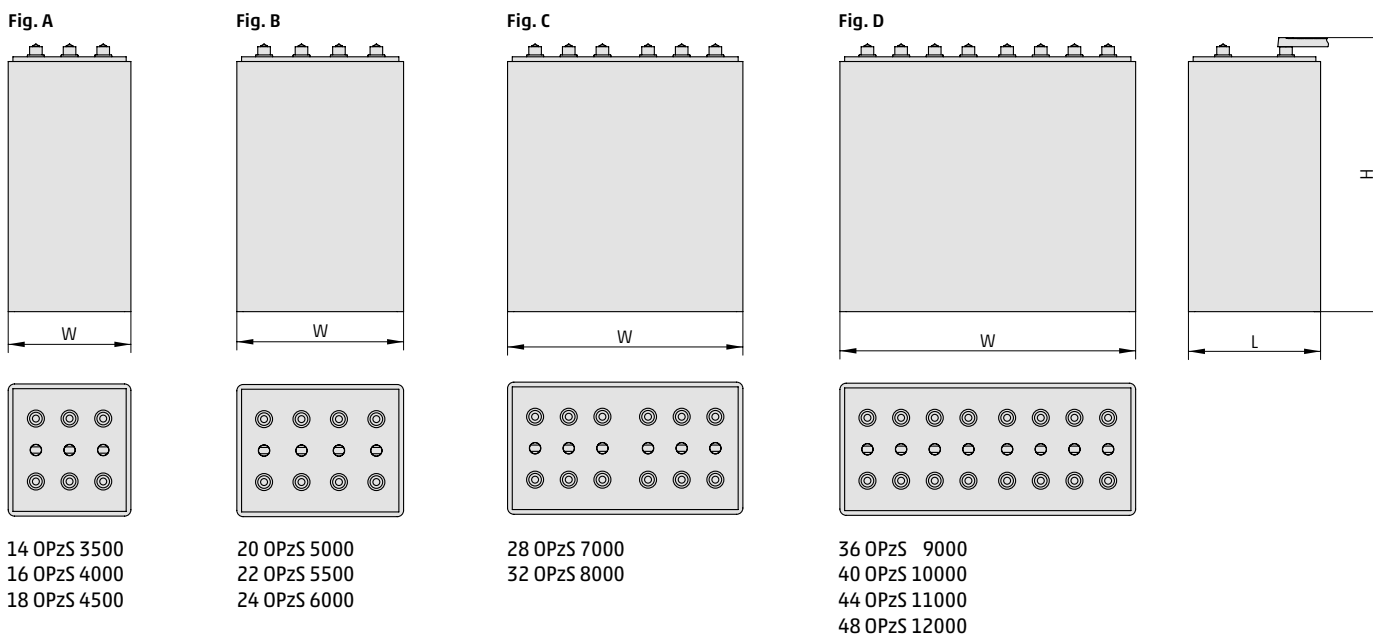 Fig. A
Fig. B
Fig. C
Fig. D
H
W
W
W
W
L
14 OPzS 3500
16 OPzS 4000
18 OPzS 4500
20 OPzS 5000
22 OPzS 5500
24 OPzS 6000
28 OPzS 7000
32 OPzS 8000
36 OPzS 9000
40 OPzS 10000
44 OPzS 11000
48 OPzS 12000